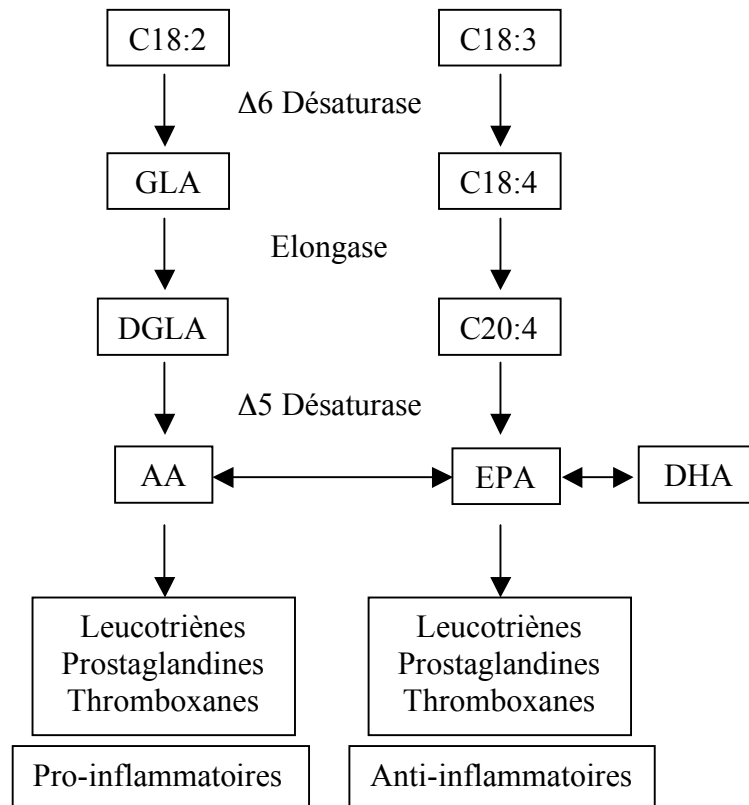 C18:2
C18:3
Δ6 Désaturase
GLA
C18:4
Elongase
DGLA
C20:4
Δ5 Désaturase
AA
EPA
DHA
Leucotriènes
Prostaglandines
Thromboxanes
Leucotriènes
Prostaglandines
Thromboxanes
Pro-inflammatoires
Anti-inflammatoires